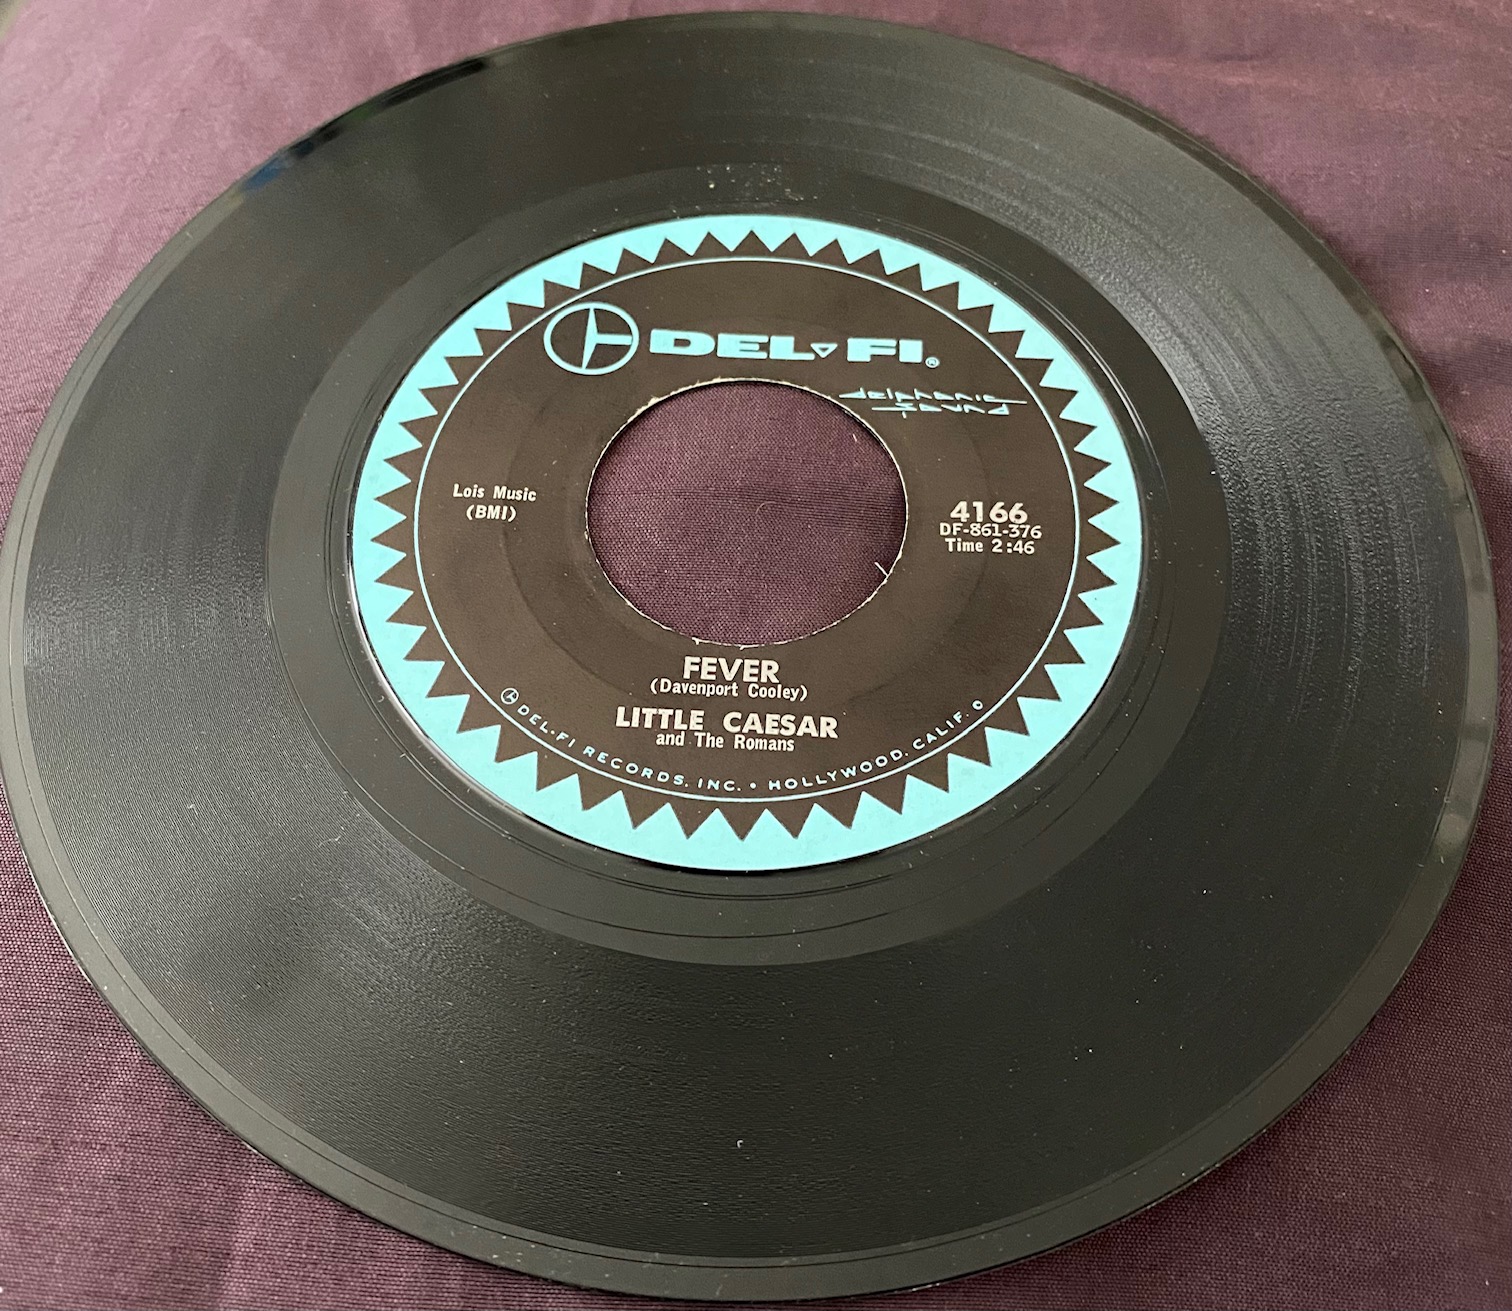 DEL-FI®
delphonic
sound
Lois Music
(BMI)
4166
DF-861-376
Time 2:46
FEVER
(Davenport Cooley)
LITTLE CAESAR
and The Romans
DEL-FI RECORDS, INC. • HOLLYWOOD, CALIF.